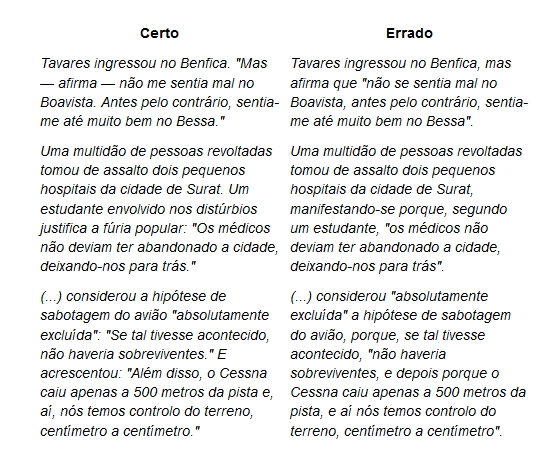 Certo
Tavares ingressou no Benfica. "Mas
— afirma — não me sentia mal no
Boavista. Antes pelo contrário, sentia-
me até muito bem no Bessa."
Uma multidão de pessoas revoltadas
tomou de assalto dois pequenos
hospitais da cidade de Surat. Um
estudante envolvido nos distúrbios
justifica a fúria popular: "Os médicos
não deviam ter abandonado a cidade,
deixando-nos para trás."
(...) considerou a hipótese de
sabotagem do avião "absolutamente
excluída": "Se tal tivesse acontecido,
não haveria sobreviventes." E
acrescentou: "Além disso, o Cessna
caiu apenas a 500 metros da pista e,
aí, nós temos controlo do terreno,
centímetro a centímetro."
Errado
Tavares ingressou no Benfica, mas
afirma que "não se sentia mal no
Boavista, antes pelo contrário, sentia-
me até muito bem no Bessa".
Uma multidão de pessoas revoltadas
tomou de assalto dois pequenos
hospitais da cidade de Surat,
manifestando-se porque, segundo
um estudante, "os médicos não
deviam ter abandonado a cidade,
deixando-nos para trás".
(...) considerou "absolutamente
excluída" a hipótese de sabotagem
do avião, porque, se tal tivesse
acontecido, "não haveria
sobreviventes, e depois porque o
Cessna caiu apenas a 500 metros da
pista, e aí nós temos controlo do
terreno, centímetro a centímetro".